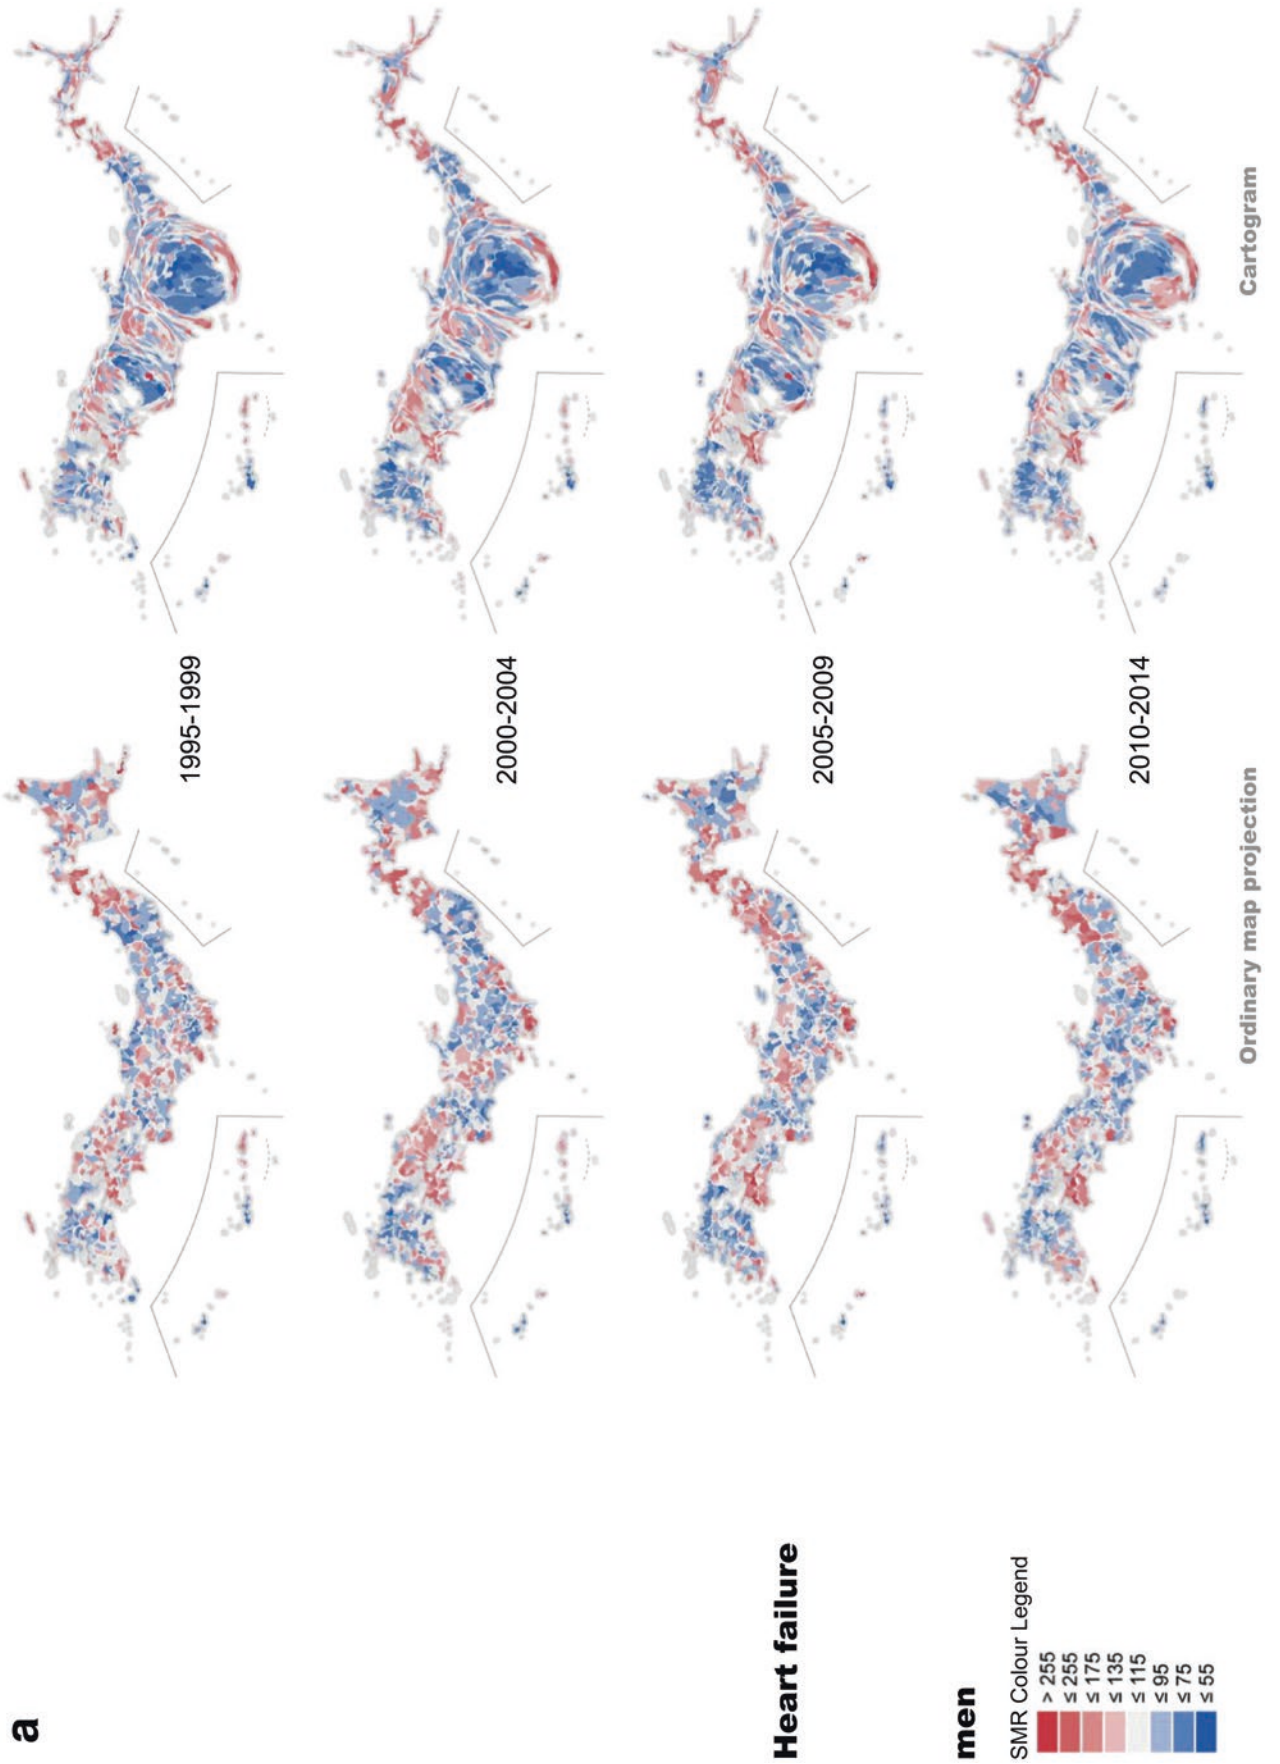 a
Heart failure
men
SMR Colour Legend
> 255
≤ 255
≤ 175
≤ 135
≤ 115
≤ 95
≤ 75
≤ 55
1995-1999
2000-2004
2005-2009
2010-2014
Ordinary map projection
Cartogram